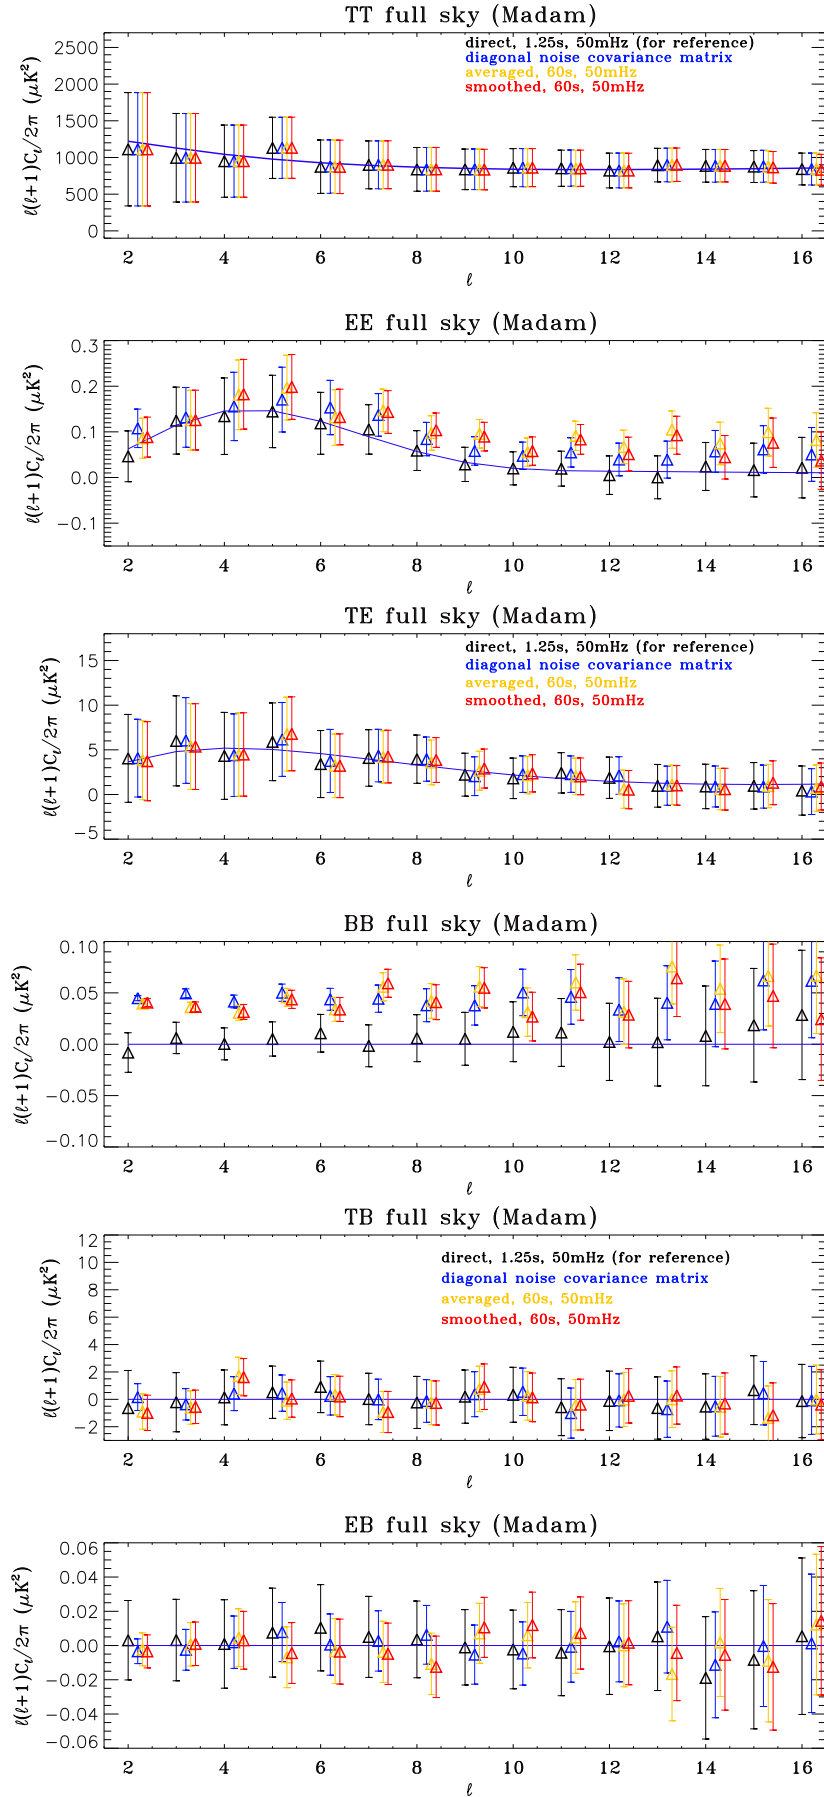 TT full sky (Madam)
direct, 1.25s, 50mHz (for reference)
diagonal noise covariance matrix
averaged, 60s, 50mHz
smoothed, 60s, 50mHz
ℓ(ℓ+1)Cℓ/2π (μK²)
2500
2000
1500
1000
500
0
2 4 6 8 10 12 14 16
ℓ
EE full sky (Madam)
ℓ(ℓ+1)Cℓ/2π (μK²)
0.3
0.2
0.1
0.0
−0.1
2 4 6 8 10 12 14 16
ℓ
TE full sky (Madam)
direct, 1.25s, 50mHz (for reference)
diagonal noise covariance matrix
averaged, 60s, 50mHz
smoothed, 60s, 50mHz
ℓ(ℓ+1)Cℓ/2π (μK²)
15
10
5
0
−5
2 4 6 8 10 12 14 16
ℓ
BB full sky (Madam)
ℓ(ℓ+1)Cℓ/2π (μK²)
0.10
0.05
0.00
−0.05
−0.10
2 4 6 8 10 12 14 16
ℓ
TB full sky (Madam)
direct, 1.25s, 50mHz (for reference)
diagonal noise covariance matrix
averaged, 60s, 50mHz
smoothed, 60s, 50mHz
ℓ(ℓ+1)Cℓ/2π (μK²)
12
10
8
6
4
2
0
−2
2 4 6 8 10 12 14 16
ℓ
EB full sky (Madam)
ℓ(ℓ+1)Cℓ/2π (μK²)
0.06
0.04
0.02
0.00
−0.02
−0.04
−0.06
2 4 6 8 10 12 14 16
ℓ